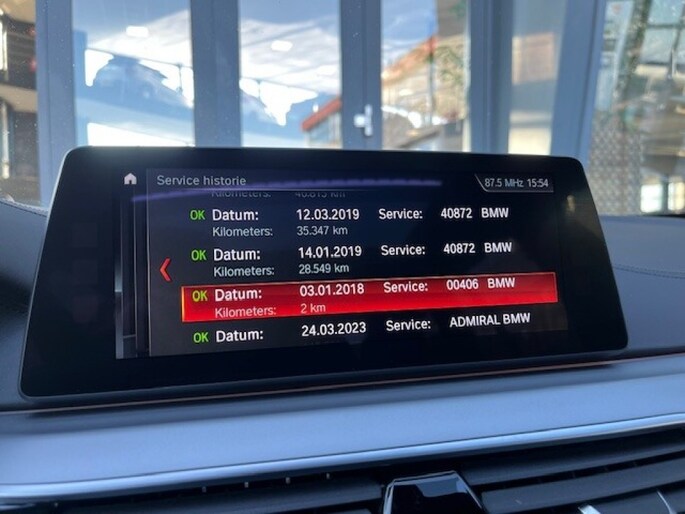 Service historie
87.5 MHz 15:54
OK Datum: 12.03.2019 Service: 40872 BMW
Kilometers: 35.347 km
OK Datum: 14.01.2019 Service: 40872 BMW
Kilometers: 28.549 km
OK Datum: 03.01.2018 Service: 00406 BMW
Kilometers: 2 km
OK Datum: 24.03.2023 Service: ADMIRAL BMW